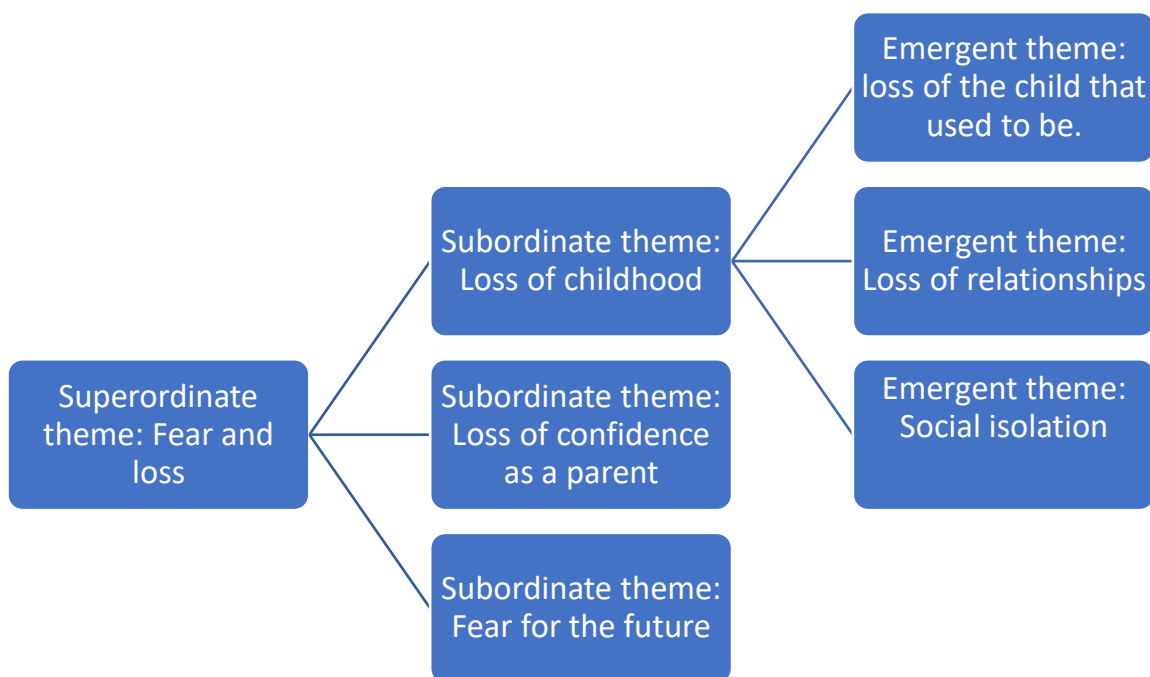 Superordinate
theme: Fear and
loss
Subordinate theme:
Loss of childhood
Subordinate theme:
Loss of confidence
as a parent
Subordinate theme:
Fear for the future
Emergent theme:
loss of the child that
used to be.
Emergent theme:
Loss of relationships
Emergent theme:
Social isolation